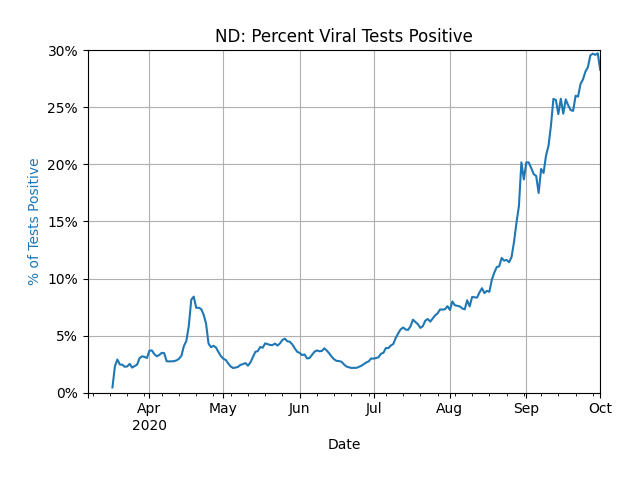 ND: Percent Viral Tests Positive
30%
25%
20%
15%
10%
5%
0%
% of Tests Positive
Apr May Jun Jul Aug Sep Oct
2020
Date